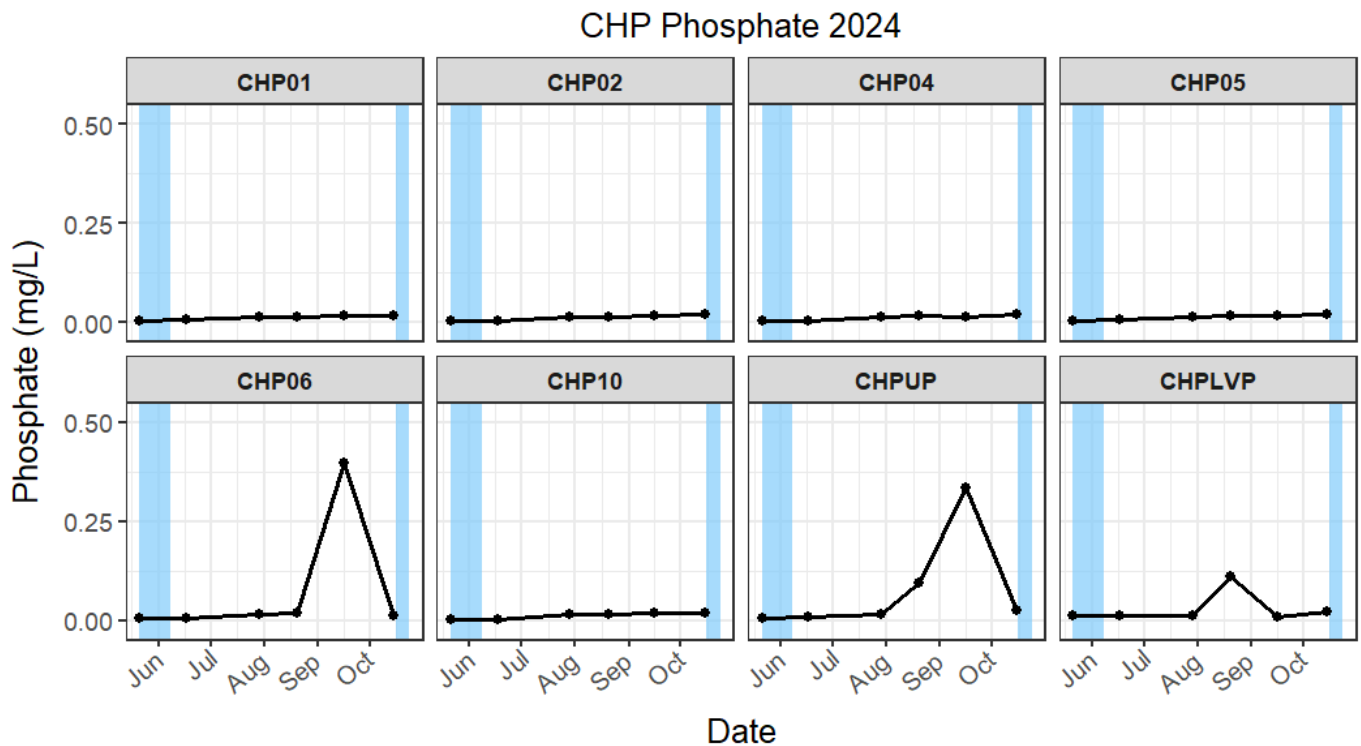 CHP Phosphate 2024
CHP01 CHP02 CHP04 CHP05
0.50
0.25
0.00
CHP06 CHP10 CHPUP CHPLVP
0.50
0.25
0.00
Phosphate (mg/L)
Jun Jul Aug Sep Oct Jun Jul Aug Sep Oct Jun Jul Aug Sep Oct Jun Jul Aug Sep Oct
Date